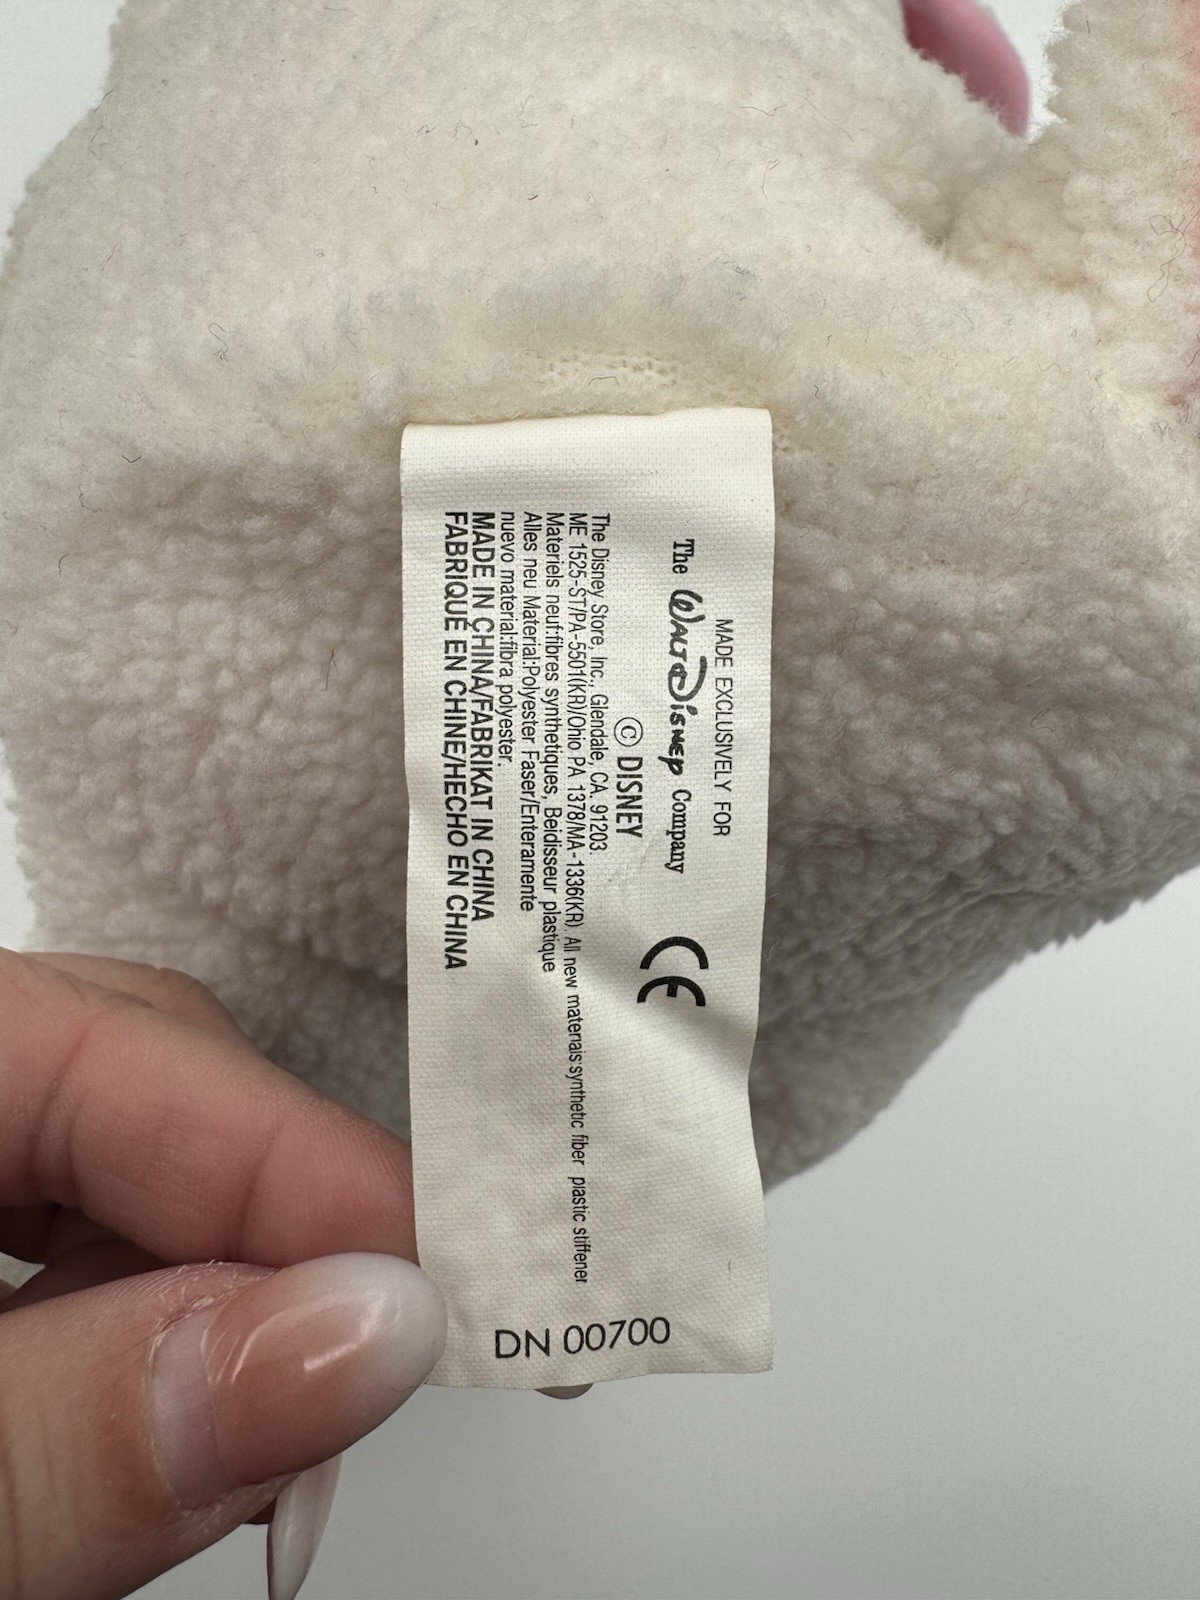 MADE EXCLUSIVELY FOR
The Walt Disney Company
CE
© DISNEY
The Disney Store, Inc., Glendale, CA. 91203.
ME 1525-ST/PA-5501(KR)/Ohio PA 1378/MA-1336(KR). All new materials:synthetic fiber plastic stiffener
Materiels neuf:fibres synthetiques, Beidisseur plastique
Alles neu Material:Polyester Faser/Enteramente
nuevo material:fibra polyester.
MADE IN CHINA/FABRIKAT IN CHINA
FABRIQUÉ EN CHINE/HECHO EN CHINA
DN 00700